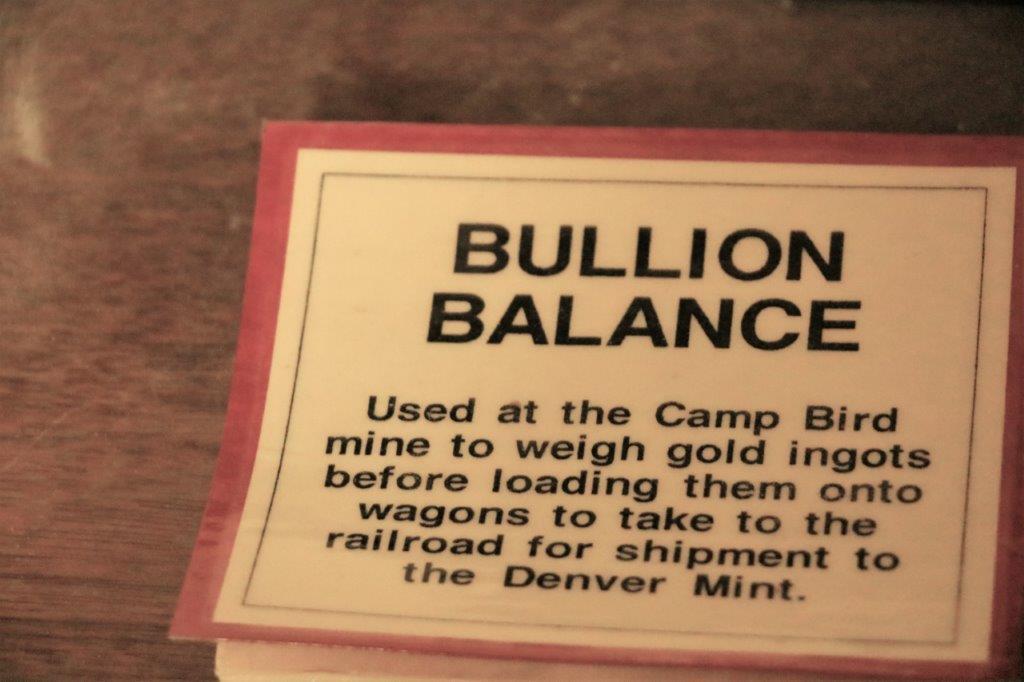 BULLION
BALANCE
Used at the Camp Bird
mine to weigh gold ingots
before loading them onto
wagons to take to the
railroad for shipment to
the Denver Mint.